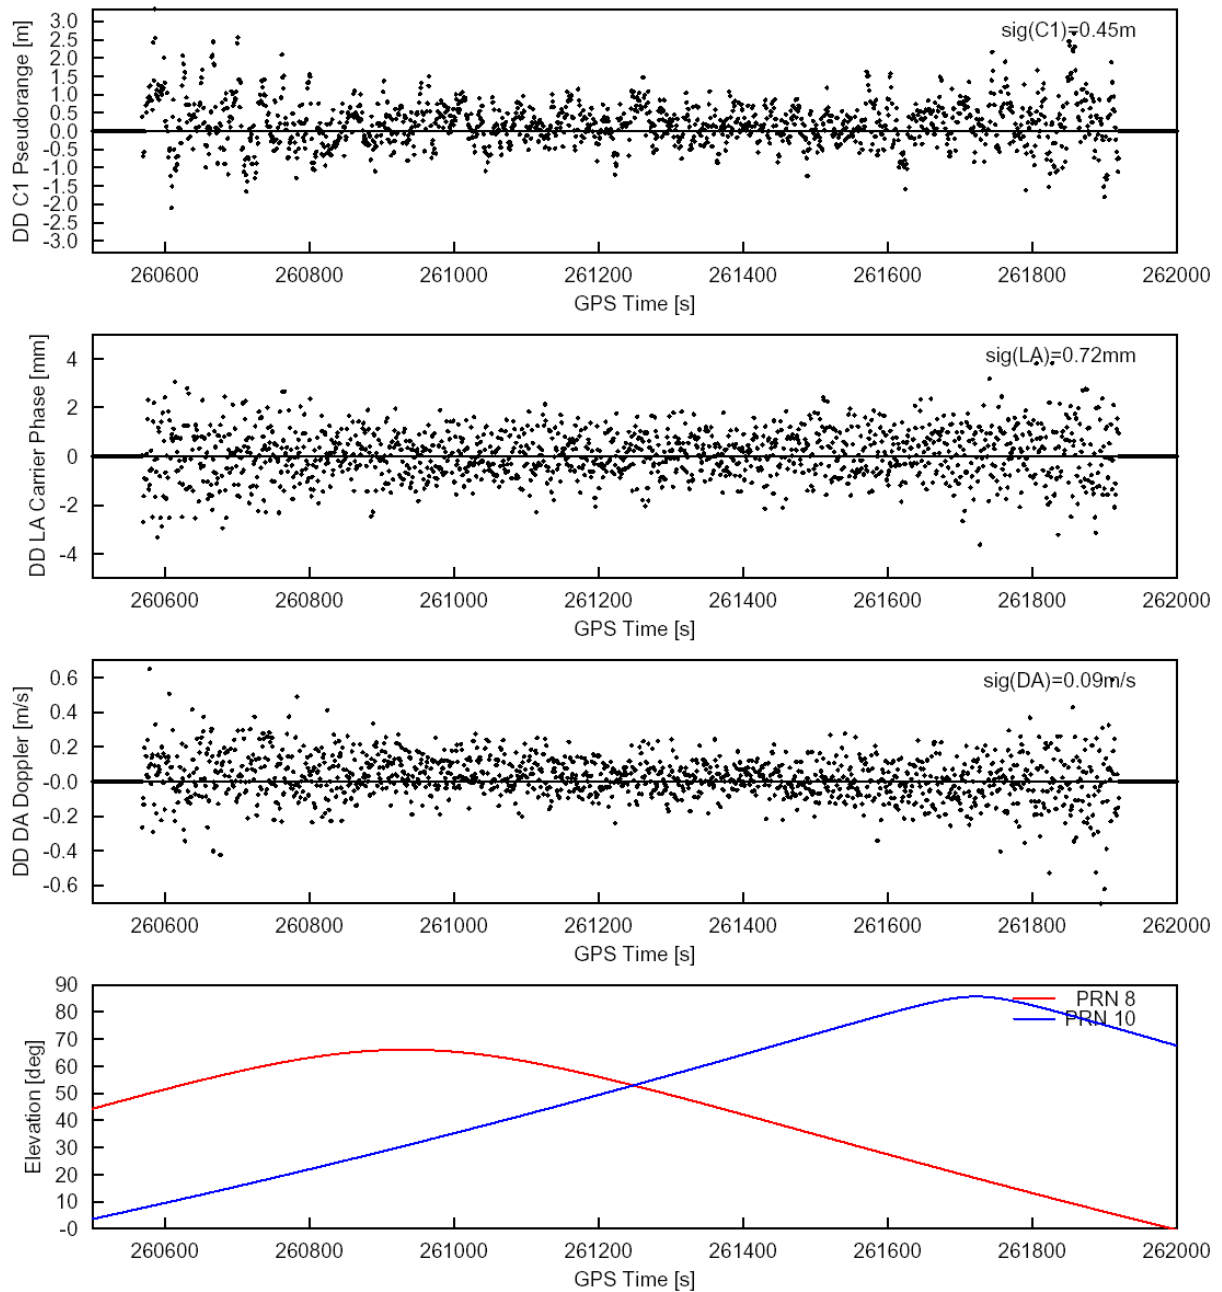 DD C1 Pseudorange [m]
3.0
2.5
2.0
1.5
1.0
0.5
0.0
-0.5
-1.0
-1.5
-2.0
-2.5
-3.0
sig(C1)=0.45m
260600 260800 261000 261200 261400 261600 261800 262000
GPS Time [s]
DD LA Carrier Phase [mm]
4
2
0
-2
-4
sig(LA)=0.72mm
260600 260800 261000 261200 261400 261600 261800 262000
GPS Time [s]
DD DA Doppler [m/s]
0.6
0.4
0.2
-0.0
-0.2
-0.4
-0.6
sig(DA)=0.09m/s
260600 260800 261000 261200 261400 261600 261800 262000
GPS Time [s]
Elevation [deg]
90
80
70
60
50
40
30
20
10
-0
PRN 8
PRN 10
260600 260800 261000 261200 261400 261600 261800 262000
GPS Time [s]